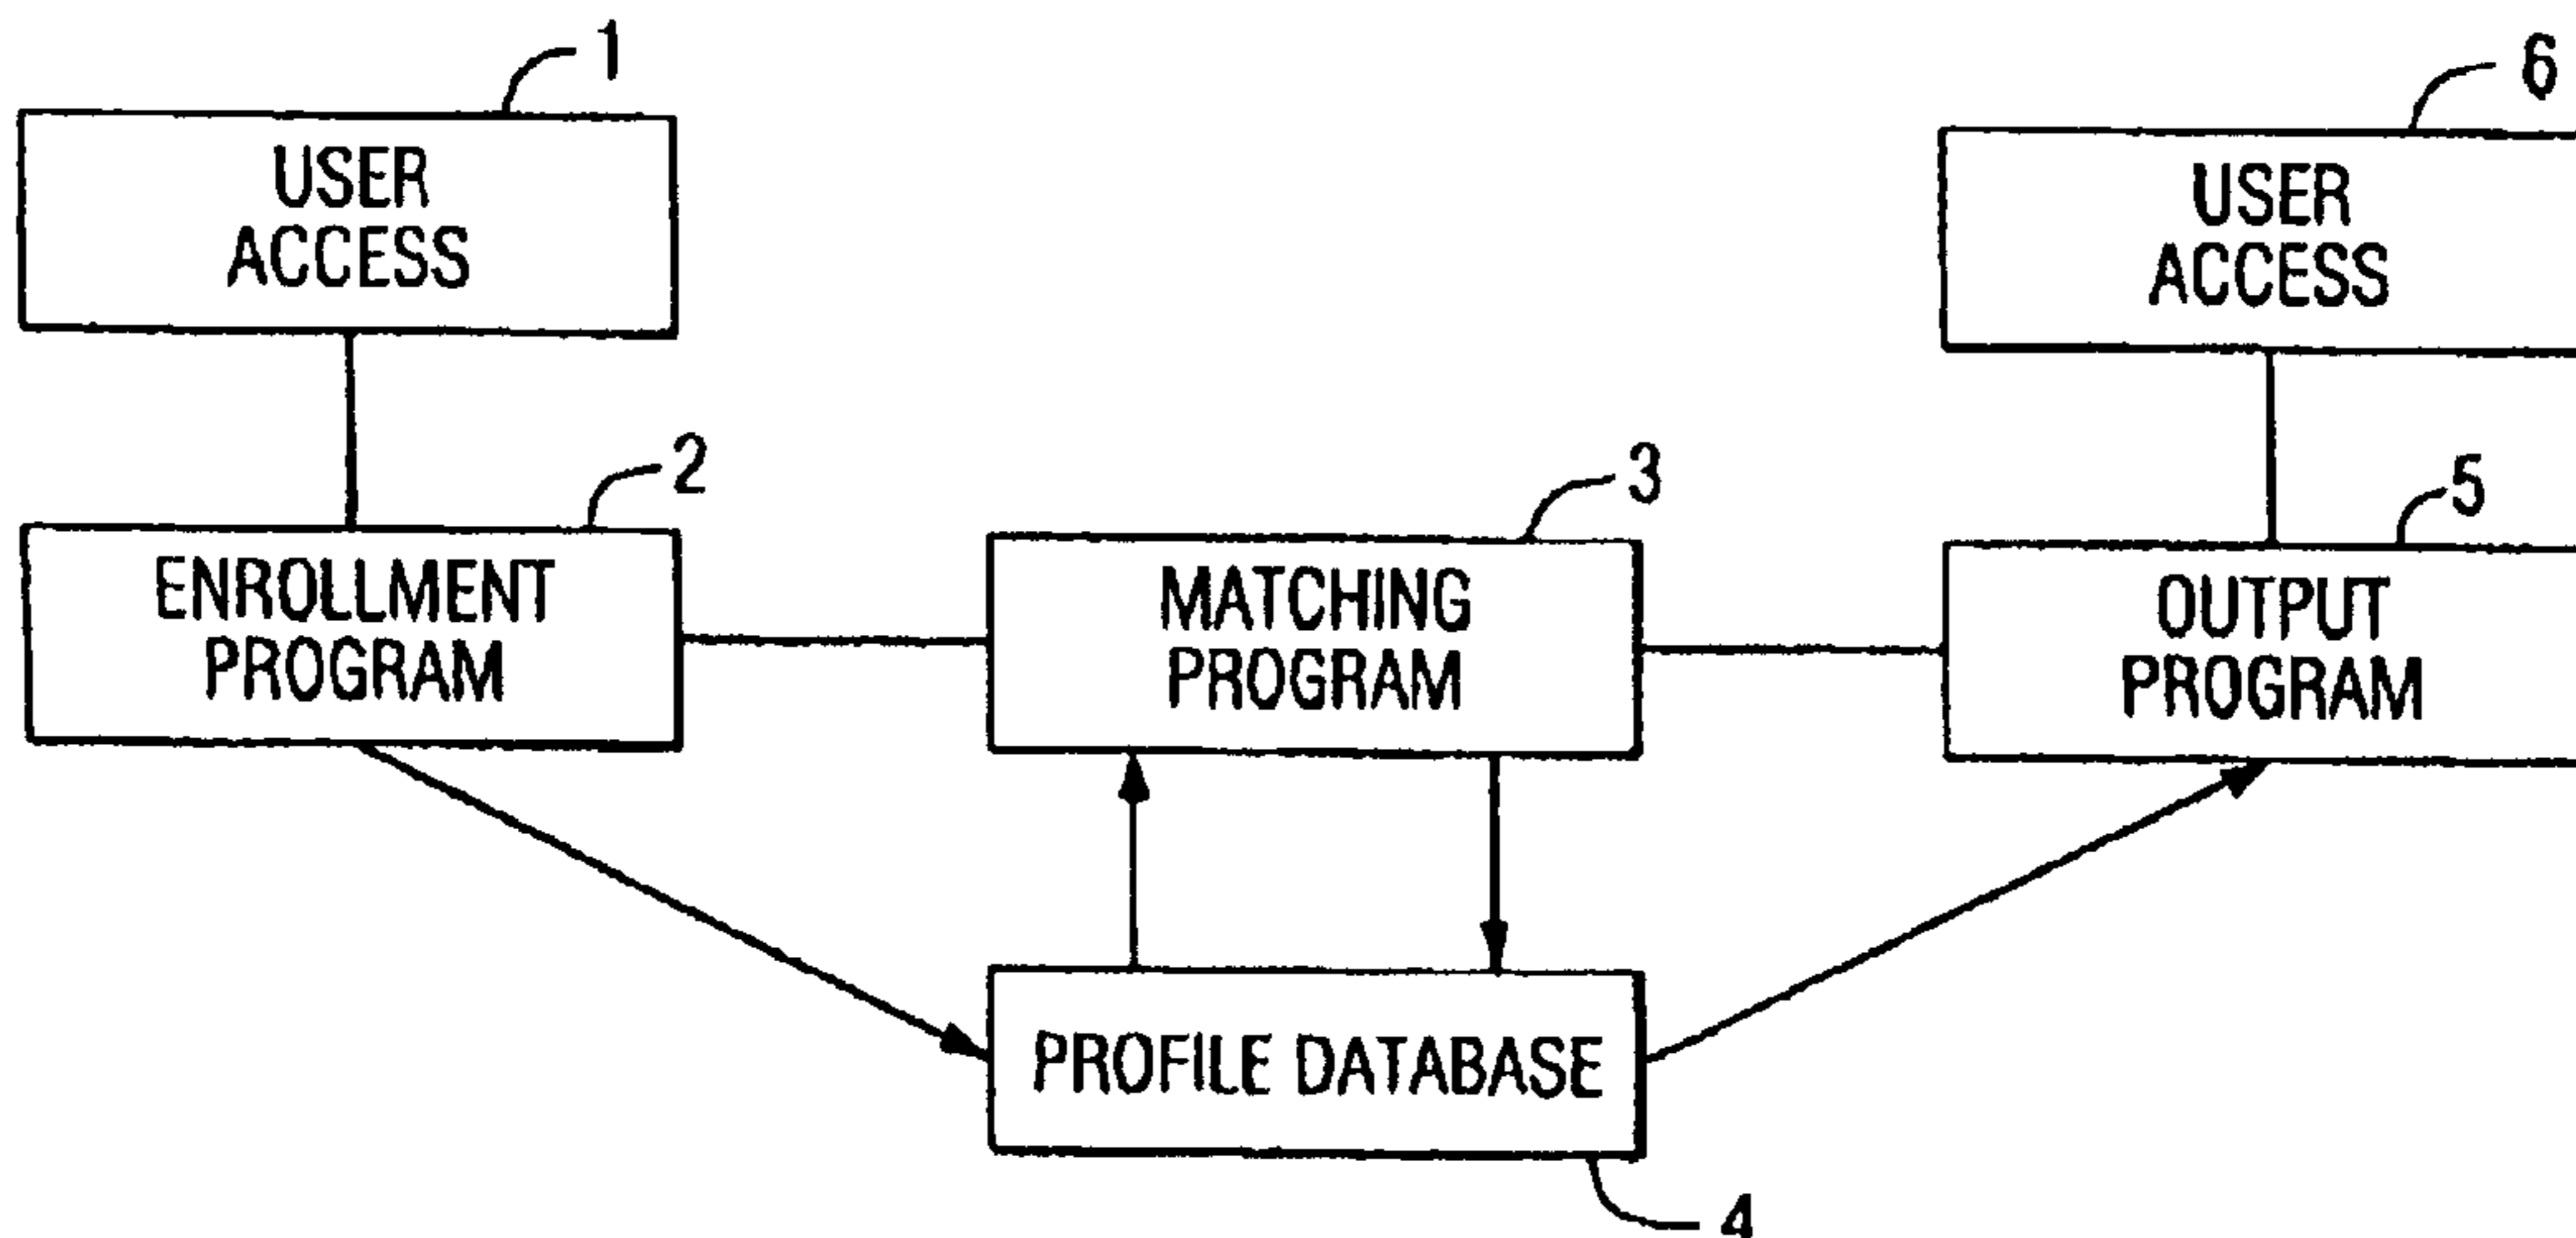 1
USER
ACCESS
6
USER
ACCESS
2
ENROLLMENT
PROGRAM
3
MATCHING
PROGRAM
5
OUTPUT
PROGRAM
PROFILE DATABASE
4